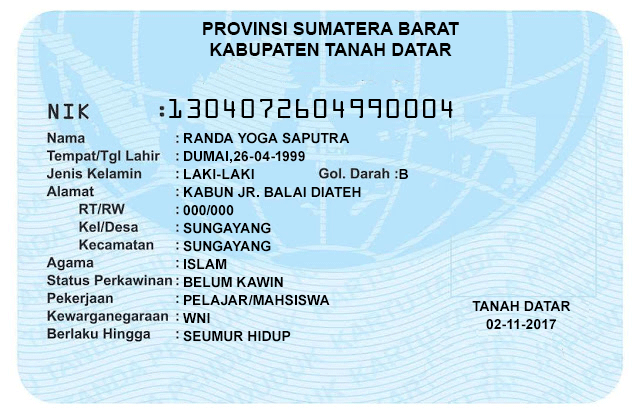 PROVINSI SUMATERA BARAT
KABUPATEN TANAH DATAR
NIK :1304072604990004
Nama : RANDA YOGA SAPUTRA
Tempat/Tgl Lahir : DUMAI,26-04-1999
Jenis Kelamin : LAKI-LAKI Gol. Darah :B
Alamat : KABUN JR. BALAI DIATEH
RT/RW : 000/000
Kel/Desa : SUNGAYANG
Kecamatan : SUNGAYANG
Agama : ISLAM
Status Perkawinan: BELUM KAWIN
Pekerjaan : PELAJAR/MAHSISWA
Kewarganegaraan : WNI
Berlaku Hingga : SEUMUR HIDUP
TANAH DATAR
02-11-2017